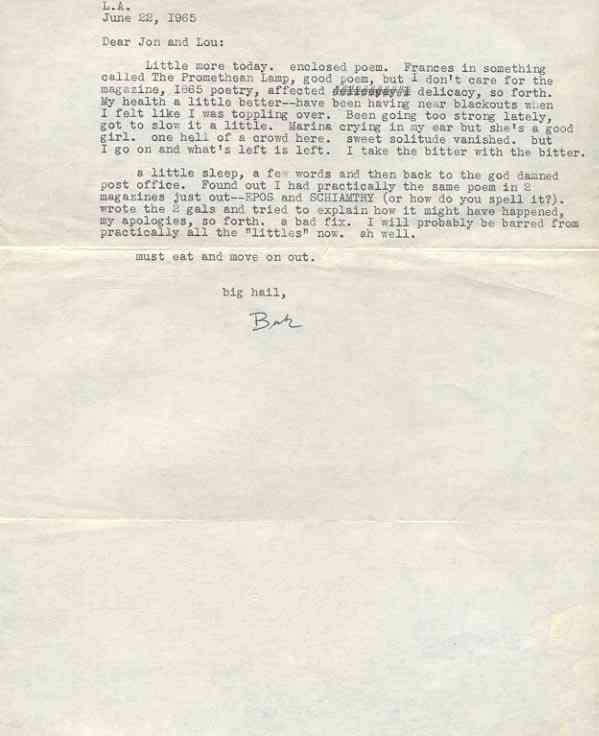 L.A.
June 22, 1965
Dear Jon and Lou:
Little more today. enclosed poem. Frances in something
called The Promethean Lamp, good poem, but I don't care for the
magazine, 1865 poetry, affected delicacy, so forth.
My health a little better--have been having near blackouts when
I felt like I was toppling over. Been going too strong lately,
got to slow it a little. Marina crying in my ear but she's a good
girl. one hell of a crowd here. sweet solitude vanished. but
I go on and what's left is left. I take the bitter with the bitter.
a little sleep, a few words and then back to the god damned
post office. Found out I had practically the same poem in 2
magazines just out--EPOS and SCHIAMTRY (or how do you spell it?).
wrote the 2 gals and tried to explain how it might have happened,
my apologies, so forth. a bad fix. I will probably be barred from
practically all the "littles" now. ah well.
must eat and move on out.
big hail,
Buk